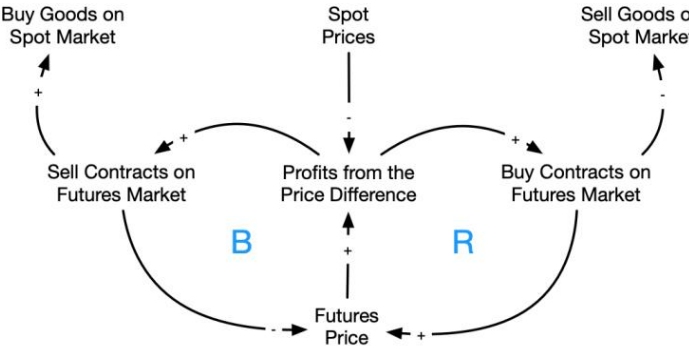 Buy Goods on
Spot Market
Spot
Prices
Sell Goods o
Spot Marke
+
-
-
+
+
Sell Contracts on
Futures Market
Profits from the
Price Difference
Buy Contracts on
Futures Market
B
R
+
-
Futures
Price
+